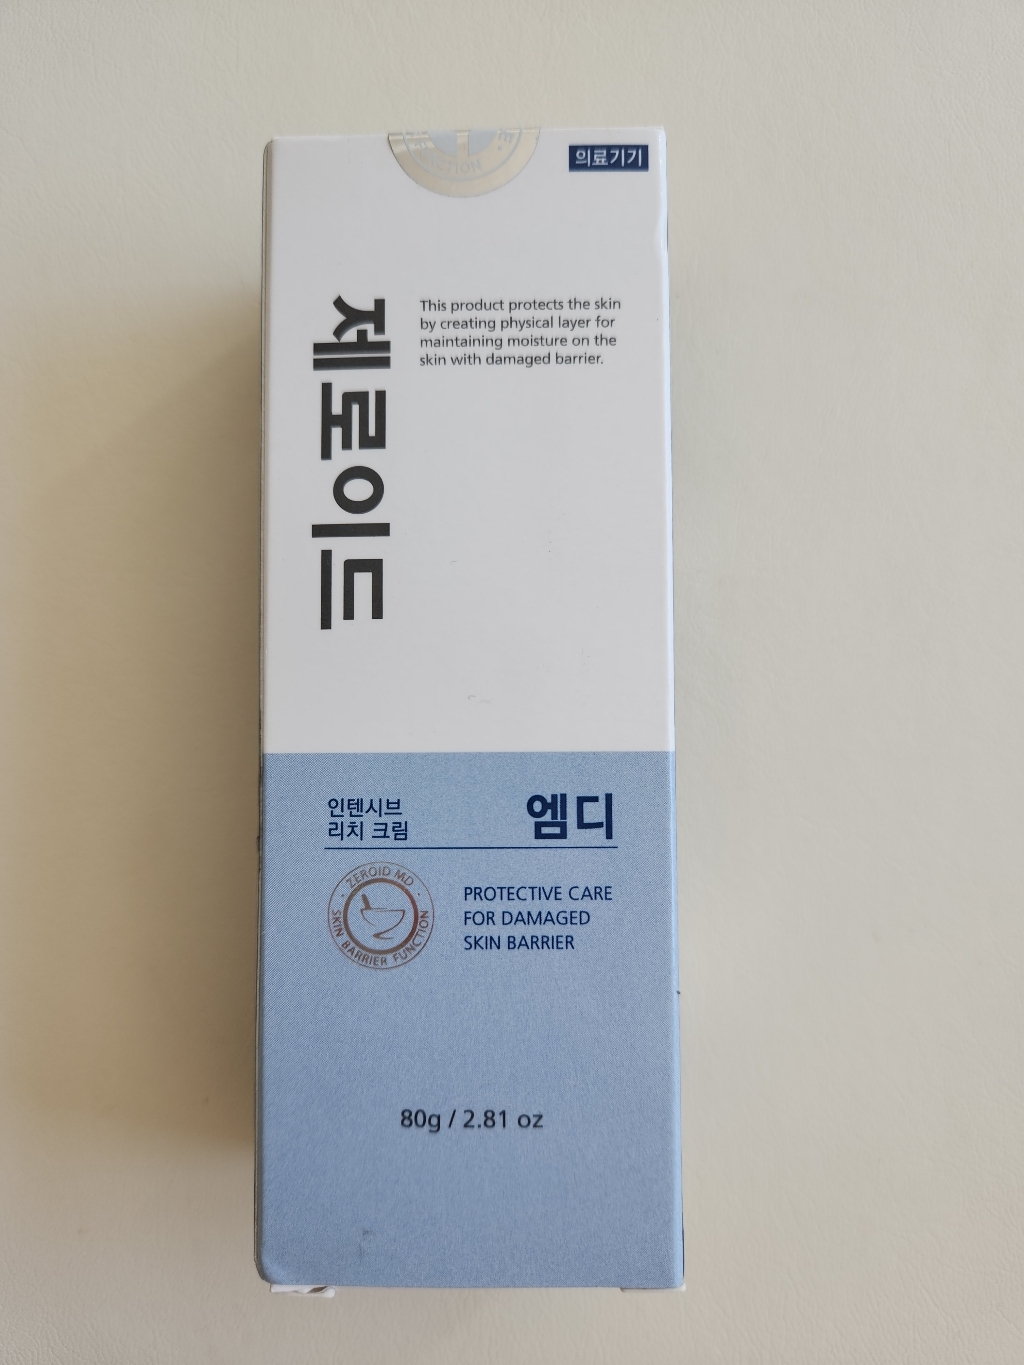 의료기기
제로이드
This product protects the skin
by creating physical layer for
maintaining moisture on the
skin with damaged barrier.
인텐시브
리치 크림
엠디
ZEROID MD
SKIN BARRIER FUNCTION
PROTECTIVE CARE
FOR DAMAGED
SKIN BARRIER
80g / 2.81 oz